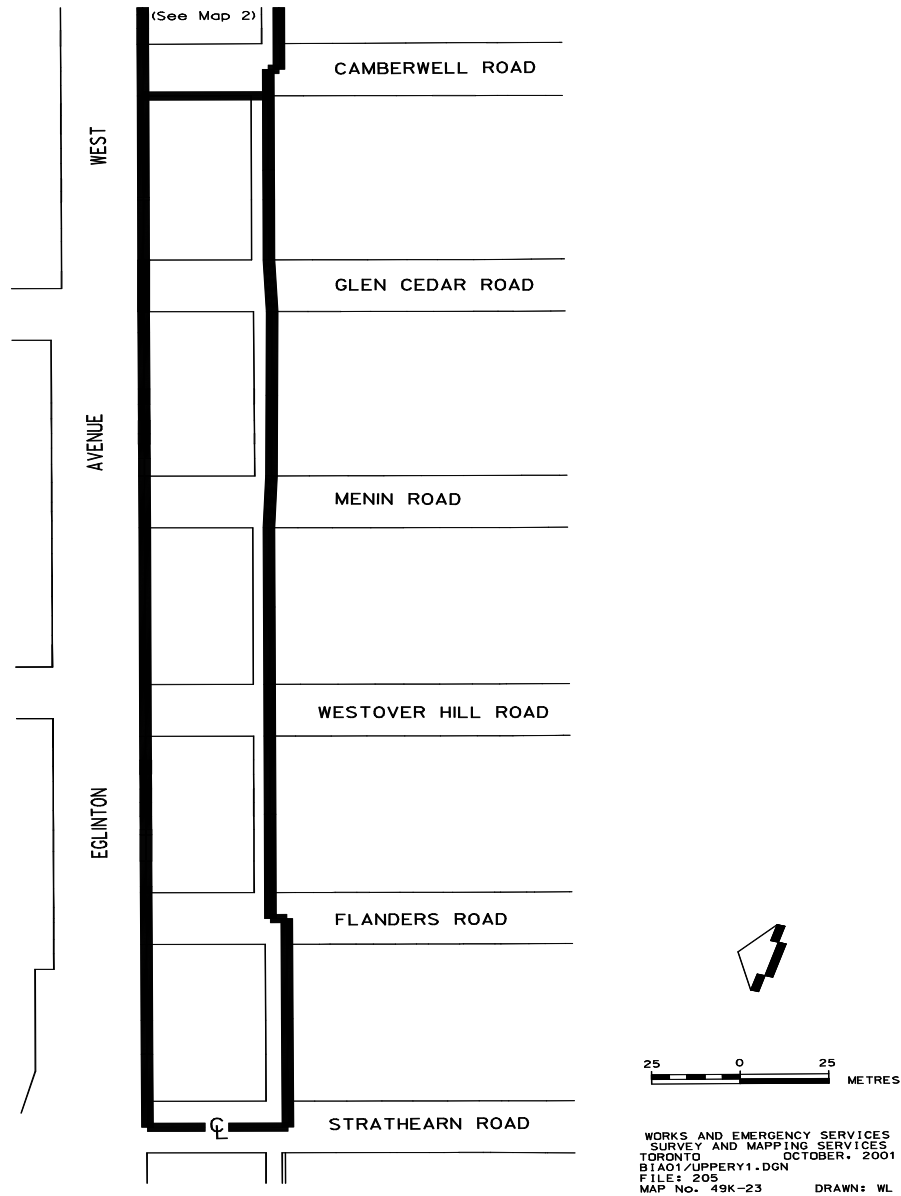 (See Map 2)
CAMBERWELL ROAD
WEST
GLEN CEDAR ROAD
AVENUE
MENIN ROAD
WESTOVER HILL ROAD
EGLINTON
FLANDERS ROAD
25 0 25
METRES
CL
STRATHEARN ROAD
WORKS AND EMERGENCY SERVICES
SURVEY AND MAPPING SERVICES
TORONTO OCTOBER. 2001
BIA01/UPPERY1.DGN
FILE: 205
MAP No. 49K-23 DRAWN: WL